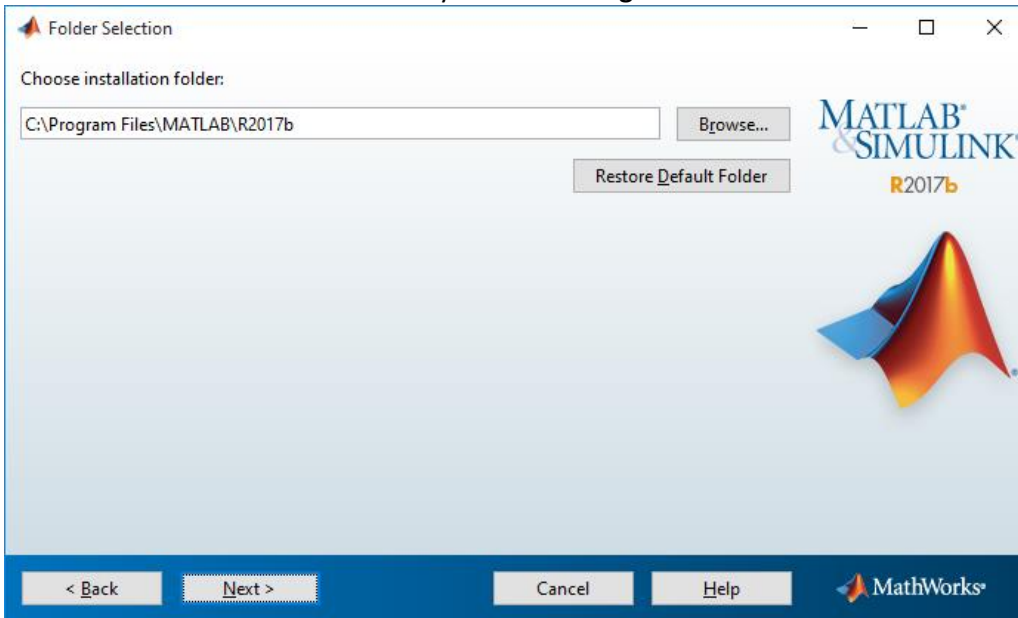 Folder Selection
Choose installation folder:
C:\Program Files\MATLAB\R2017b
Browse...
Restore Default Folder
MATLAB®
&SIMULINK®
R2017b
< Back
Next >
Cancel
Help
MathWorks®